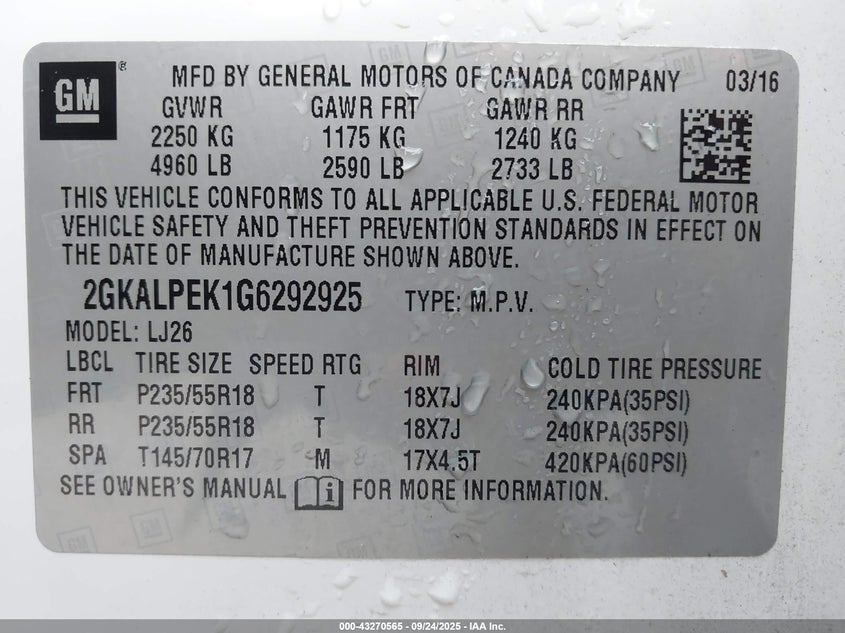 GM ® MFD BY GENERAL MOTORS OF CANADA COMPANY 03/16
GVWR GAWR FRT GAWR RR
2250 KG 1175 KG 1240 KG
4960 LB 2590 LB 2733 LB
THIS VEHICLE CONFORMS TO ALL APPLICABLE U.S. FEDERAL MOTOR
VEHICLE SAFETY AND THEFT PREVENTION STANDARDS IN EFFECT ON
THE DATE OF MANUFACTURE SHOWN ABOVE.
2GKALPEK1G6292925 TYPE: M.P.V.
MODEL: LJ26
LBCL TIRE SIZE SPEED RTG RIM COLD TIRE PRESSURE
FRT P235/55R18 T 18X7J 240KPA(35PSI)
RR P235/55R18 T 18X7J 240KPA(35PSI)
SPA T145/70R17 M 17X4.5T 420KPA(60PSI)
SEE OWNER'S MANUAL i FOR MORE INFORMATION.
000-43270565 - 09/24/2025 - IAA Inc.